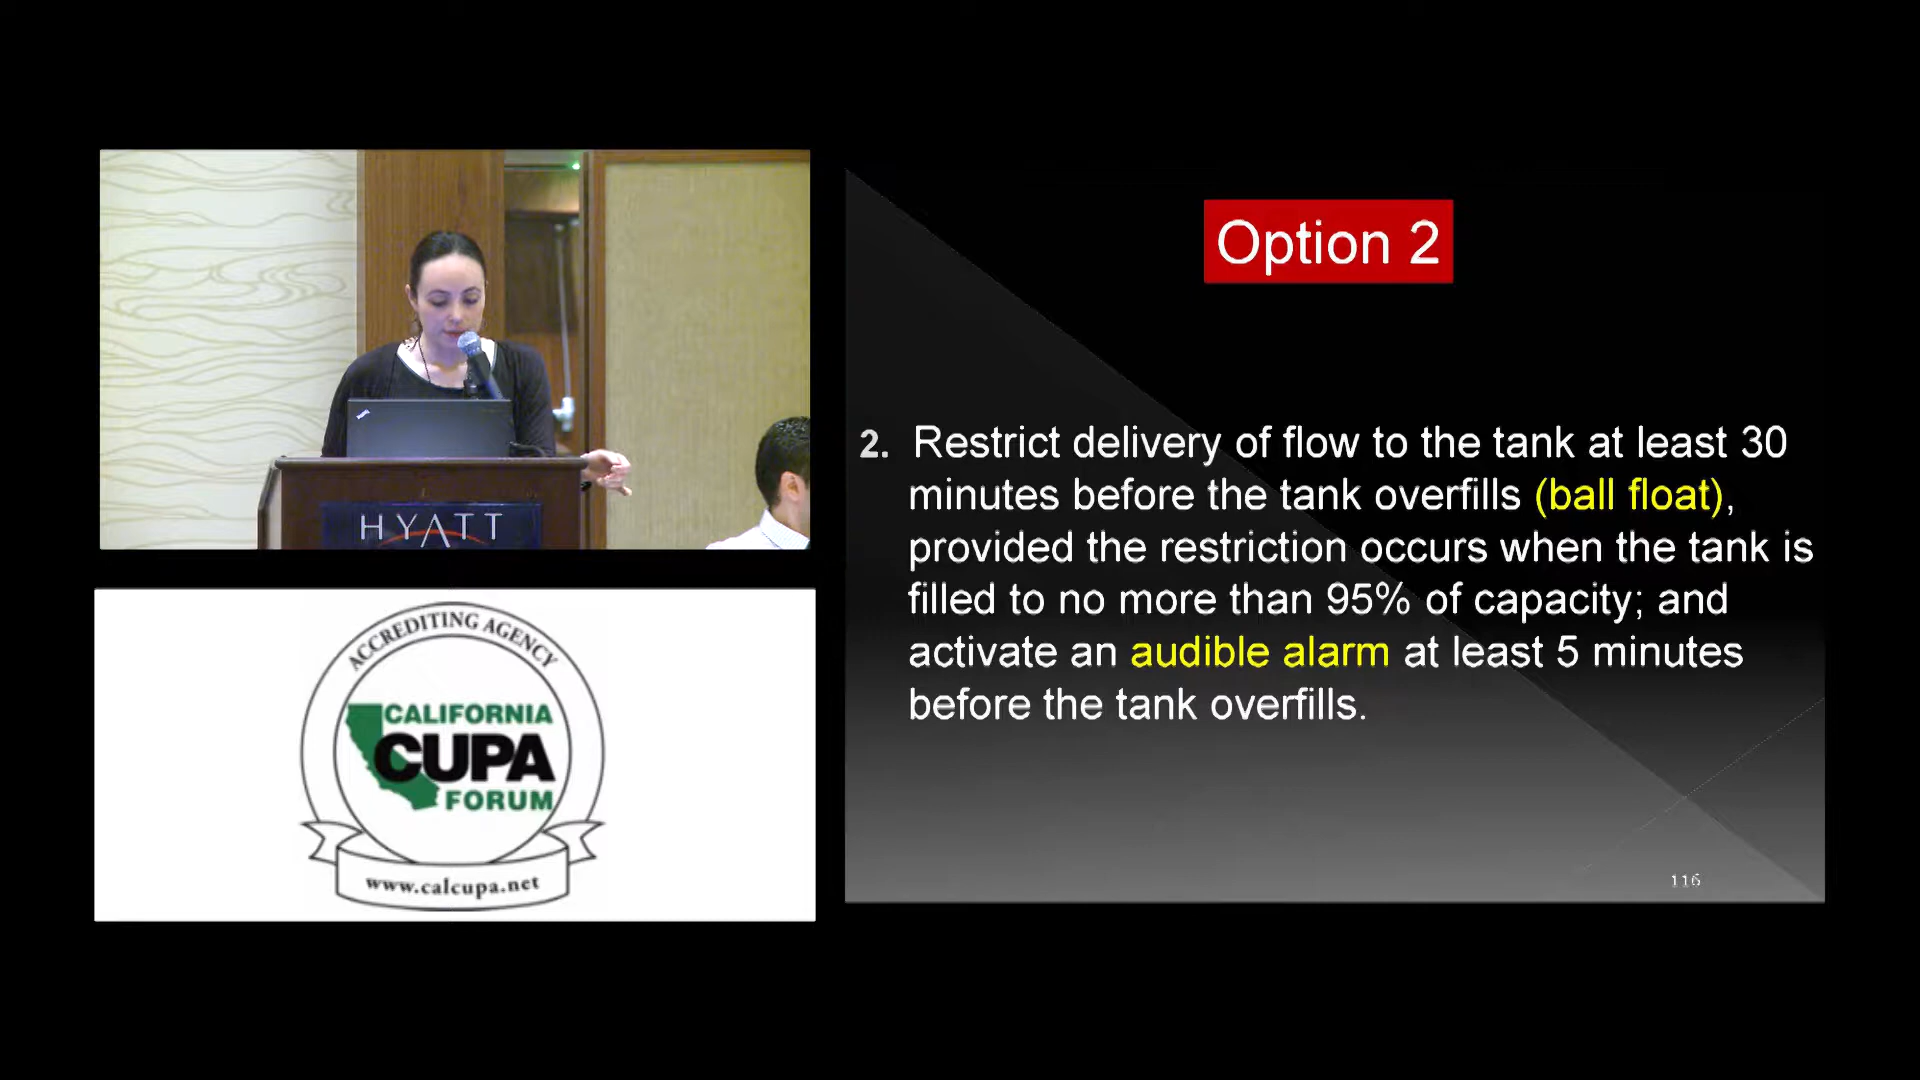 HYATT
ACCREDITING AGENCY
CALIFORNIA
CUPA
FORUM
www.calcupa.net
Option 2
2. Restrict delivery of flow to the tank at least 30
minutes before the tank overfills (ball float),
provided the restriction occurs when the tank is
filled to no more than 95% of capacity; and
activate an audible alarm at least 5 minutes
before the tank overfills.
116